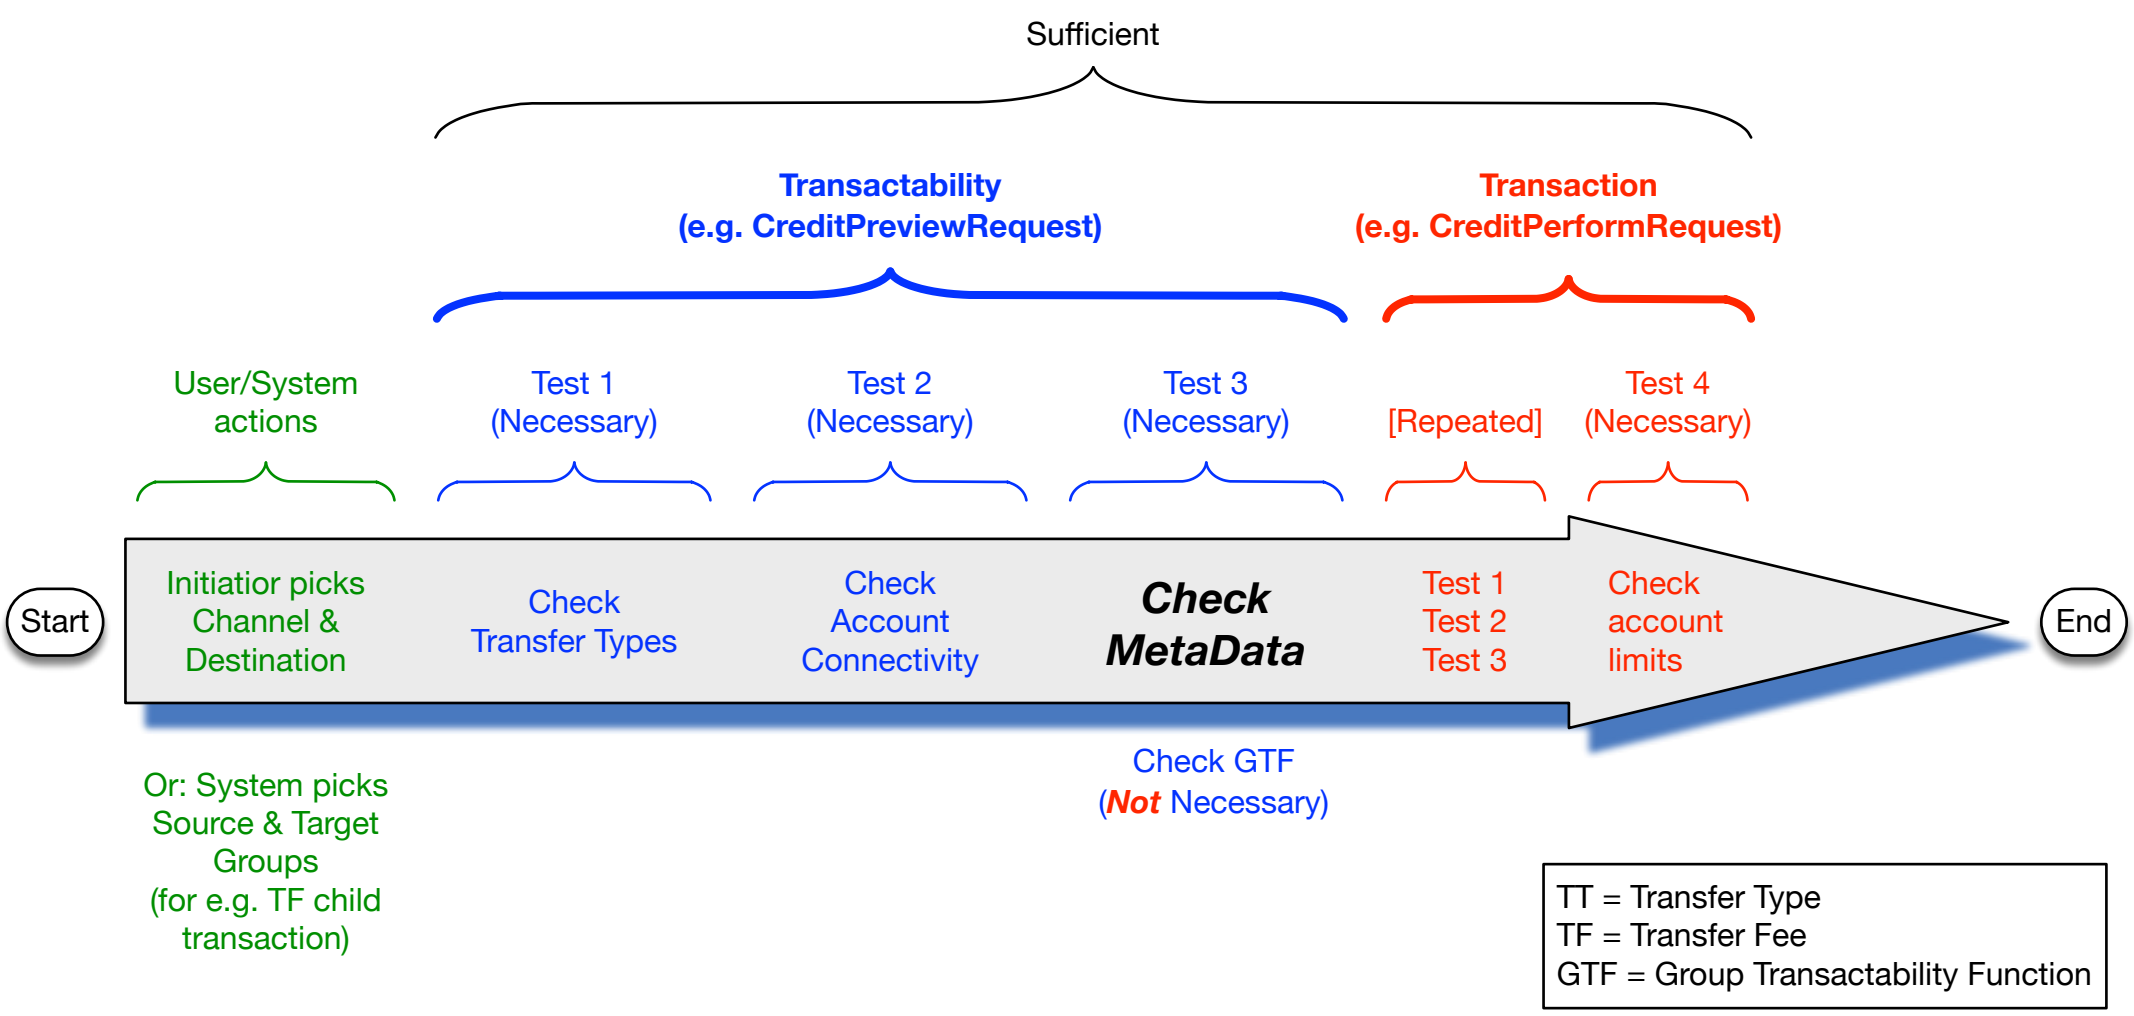 Sufficient
Transactability
(e.g. CreditPreviewRequest)
Transaction
(e.g. CreditPerformRequest)
User/System
actions
Test 1
(Necessary)
Test 2
(Necessary)
Test 3
(Necessary)
[Repeated]
Test 4
(Necessary)
Start
Initiatior picks
Channel &
Destination
Check
Transfer Types
Check
Account
Connectivity
Check
MetaData
Test 1
Test 2
Test 3
Check
account
limits
End
Or: System picks
Source & Target
Groups
(for e.g. TF child
transaction)
Check GTF
(Not Necessary)
TT = Transfer Type
TF = Transfer Fee
GTF = Group Transactability Function